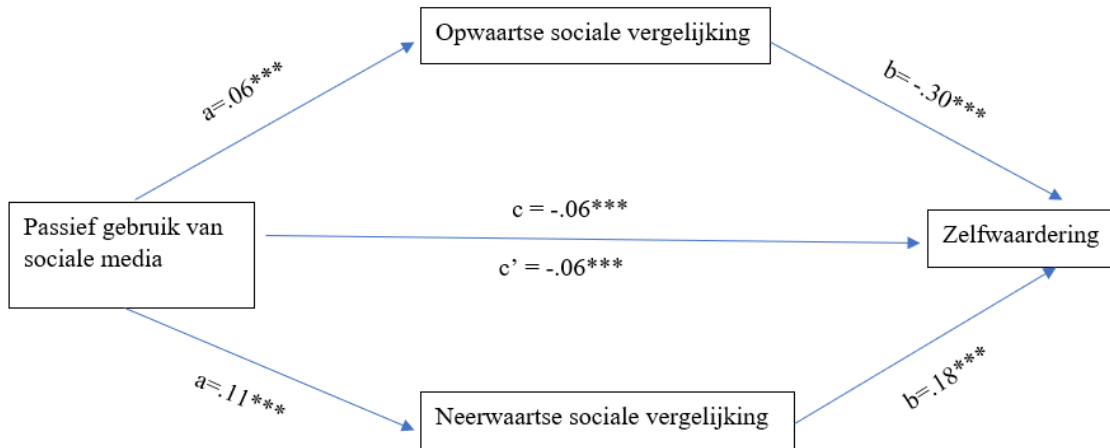 Opwaartse sociale vergelijking
a=.06***
b=-.30***
Passief gebruik van
sociale media
c = -.06***
c’ = -.06***
Zelfwaardering
a=.11***
b=.18***
Neerwaartse sociale vergelijking